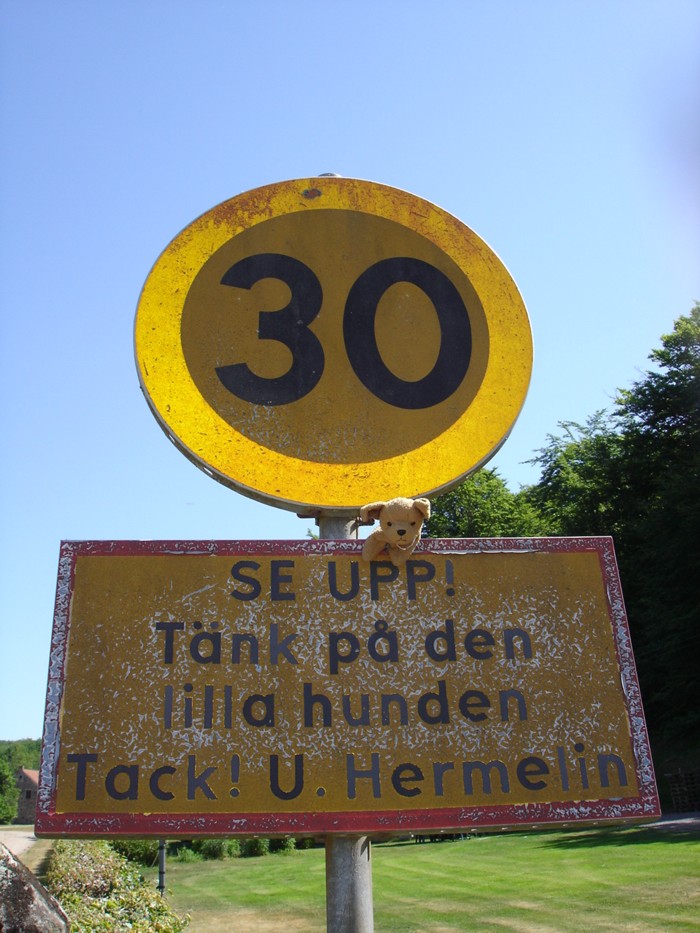 30
SE UPP!
Tänk på den
lilla hunden
Tack! U. Hermelin